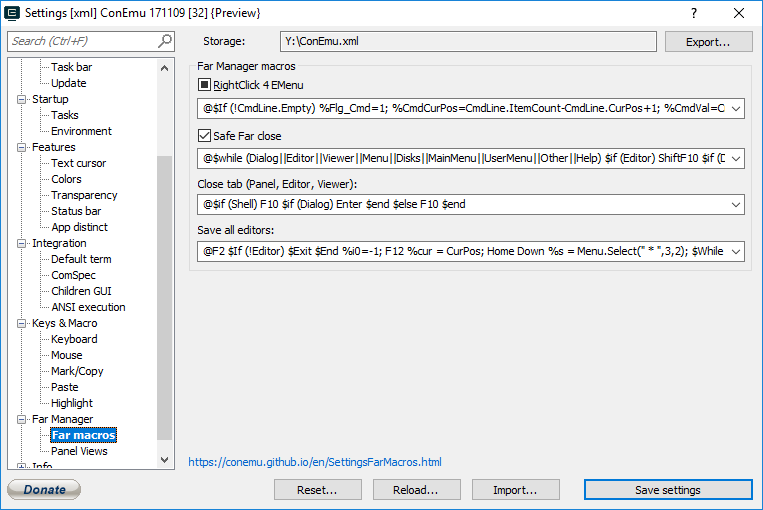 Settings [xml] ConEmu 171109 [32] {Preview}
Search (Ctrl+F)
Storage:
Y:\ConEmu.xml
Export...
Task bar
Update
Startup
Tasks
Environment
Features
Text cursor
Colors
Transparency
Status bar
App distinct
Integration
Default term
ComSpec
Children GUI
ANSI execution
Keys & Macro
Keyboard
Mouse
Mark/Copy
Paste
Highlight
Far Manager
Far macros
Panel Views
Info
Far Manager macros
RightClick 4 EMenu
@$If (!CmdLine.Empty) %Flg_Cmd=1; %CmdCurPos=CmdLine.ItemCount-CmdLine.CurPos+1; %CmdVal=C
Safe Far close
@$while (Dialog||Editor||Viewer||Menu||Disks||MainMenu||UserMenu||Other||Help) $if (Editor) ShiftF10 $if (D
Close tab (Panel, Editor, Viewer):
@$if (Shell) F10 $if (Dialog) Enter $end $else F10 $end
Save all editors:
@F2 $If (!Editor) $Exit $End %i0=-1; F12 %cur = CurPos; Home Down %s = Menu.Select(" * ",3,2); $While
https://conemu.github.io/en/SettingsFarMacros.html
Donate
Reset...
Reload...
Import...
Save settings